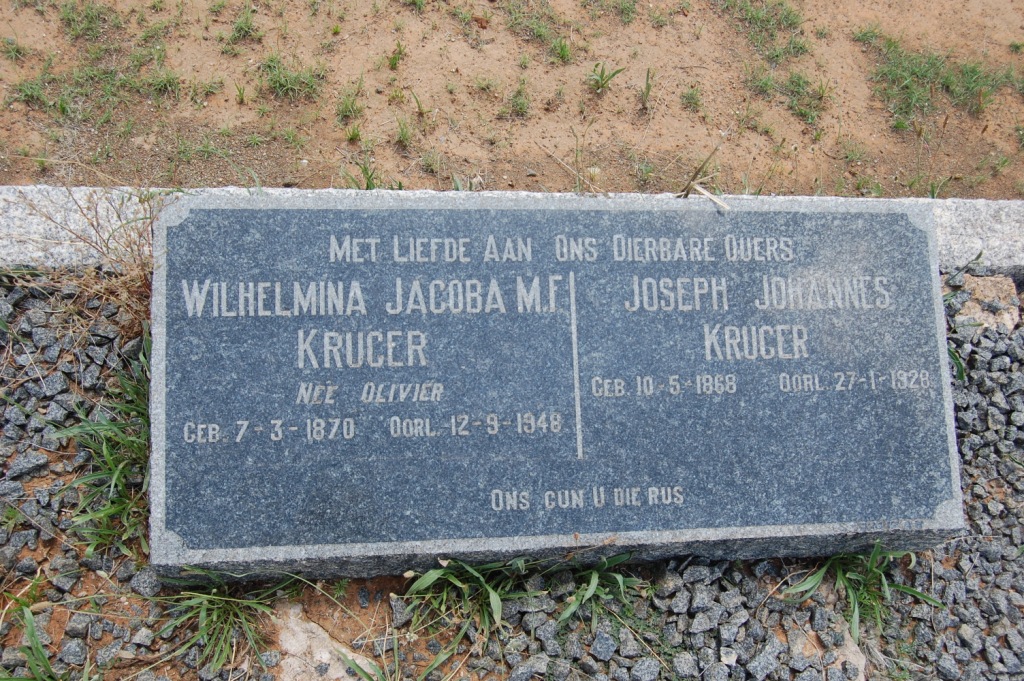 Met Liefde Aan Ons Dierbare Ouers
Wilhelmina Jacoba M.F.
Kruger
nee Olivier
Geb. 7-3-1870 Oorl. 12-9-1948
Joseph Johannes
Kruger
Geb. 10-5-1868 Oorl. 27-1-1928.
Ons gun U die rus